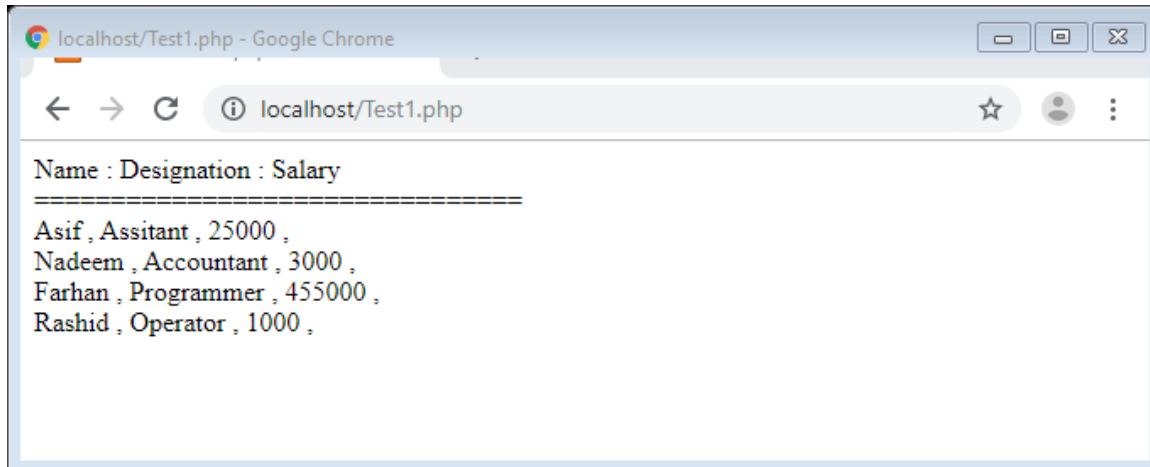 localhost/Test1.php - Google Chrome
localhost/Test1.php
Name : Designation : Salary
================================
Asif , Assitant , 25000 ,
Nadeem , Accountant , 3000 ,
Farhan , Programmer , 455000 ,
Rashid , Operator , 1000 ,